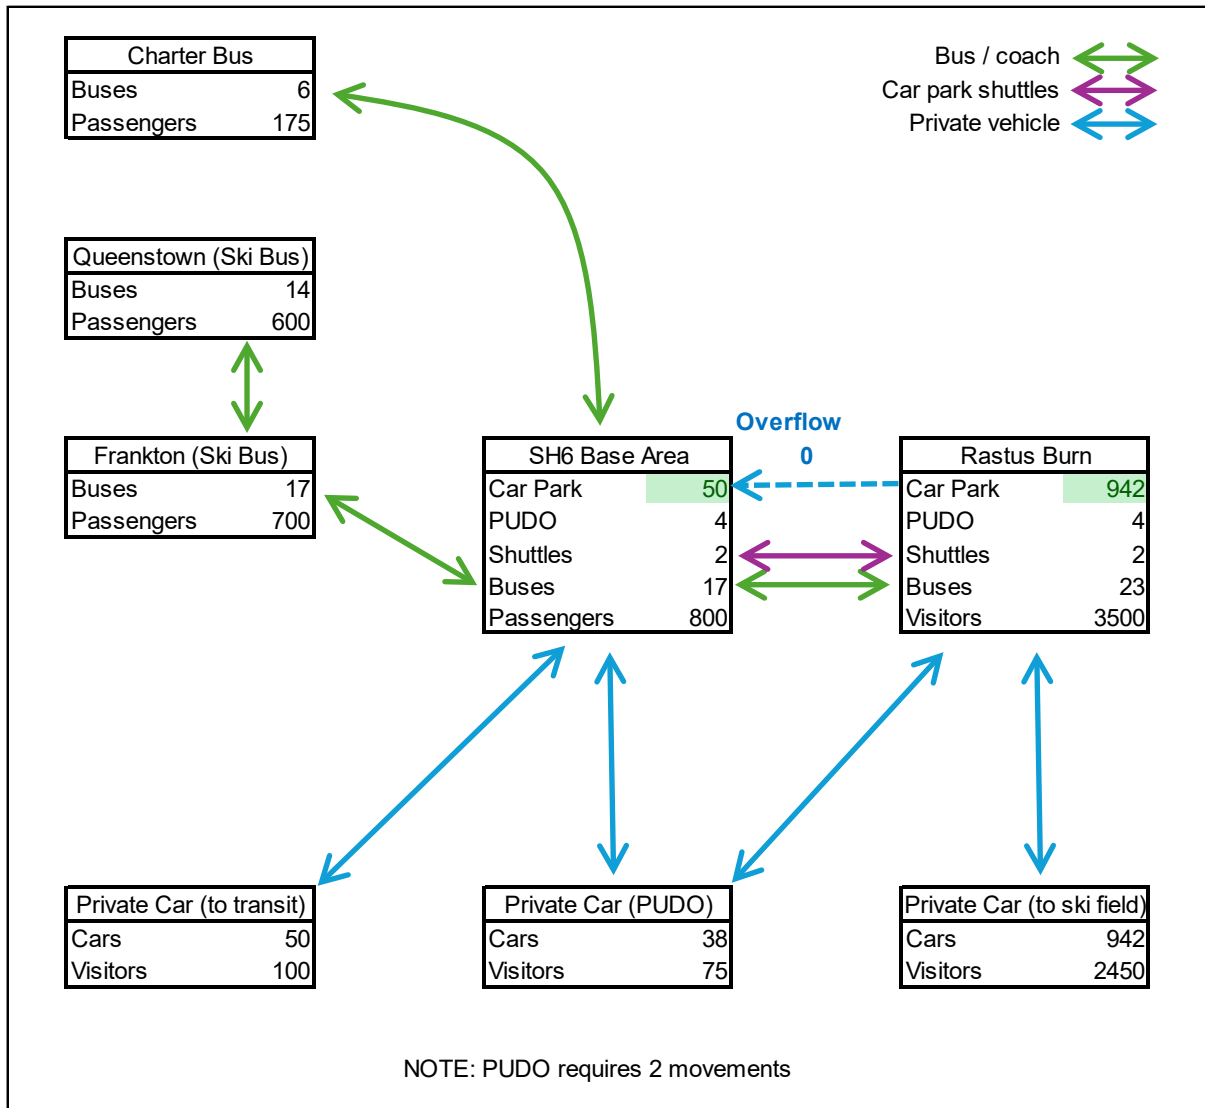 Charter Bus
Buses 6
Passengers 175
Bus / coach
Car park shuttles
Private vehicle
Queenstown (Ski Bus)
Buses 14
Passengers 600
Frankton (Ski Bus)
Buses 17
Passengers 700
SH6 Base Area
Car Park 50
PUDO 4
Shuttles 2
Buses 17
Passengers 800
Overflow
0
Rastus Burn
Car Park 942
PUDO 4
Shuttles 2
Buses 23
Visitors 3500
Private Car (to transit)
Cars 50
Visitors 100
Private Car (PUDO)
Cars 38
Visitors 75
Private Car (to ski field)
Cars 942
Visitors 2450
NOTE: PUDO requires 2 movements